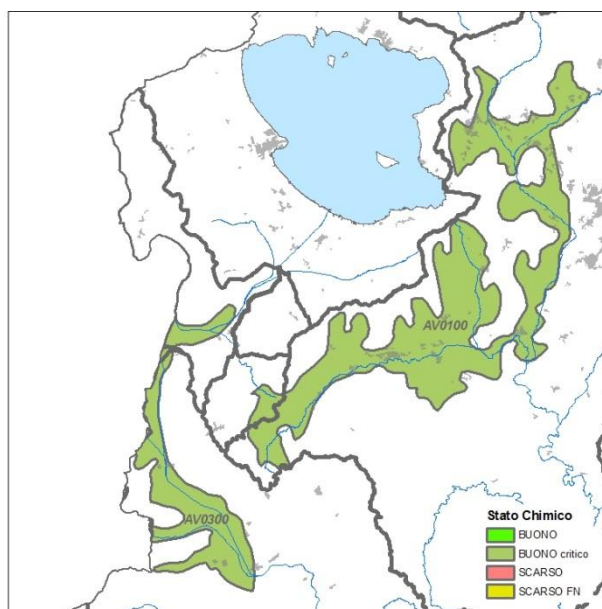 AV0100
AV0300
Stato Chimico
BUONO
BUONO critico
SCARSO
SCARSO FN